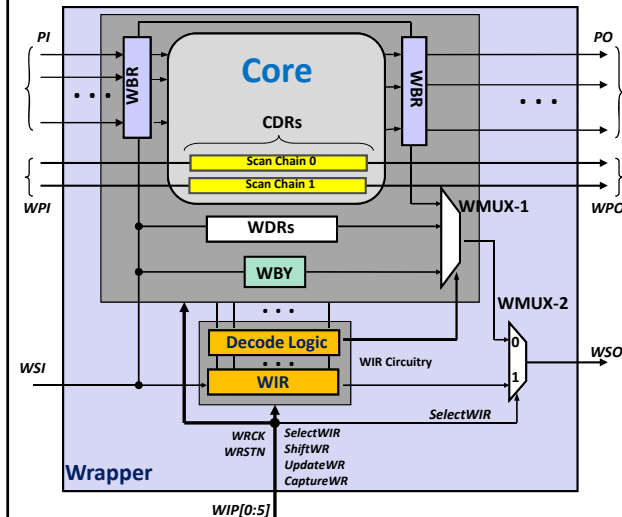 PI
PO
WBR
Core
WBR
. . .
. . .
CDRs
Scan Chain 0
Scan Chain 1
WPI
WPO
WMUX-1
WDRs
WBY
WMUX-2
. . .
Decode Logic
0
WSO
WIR Circuitry
. . .
WSI
WIR
1
SelectWIR
WRCK
WRSTN
SelectWIR
ShiftWR
UpdateWR
CaptureWR
Wrapper
WIP[0:5]